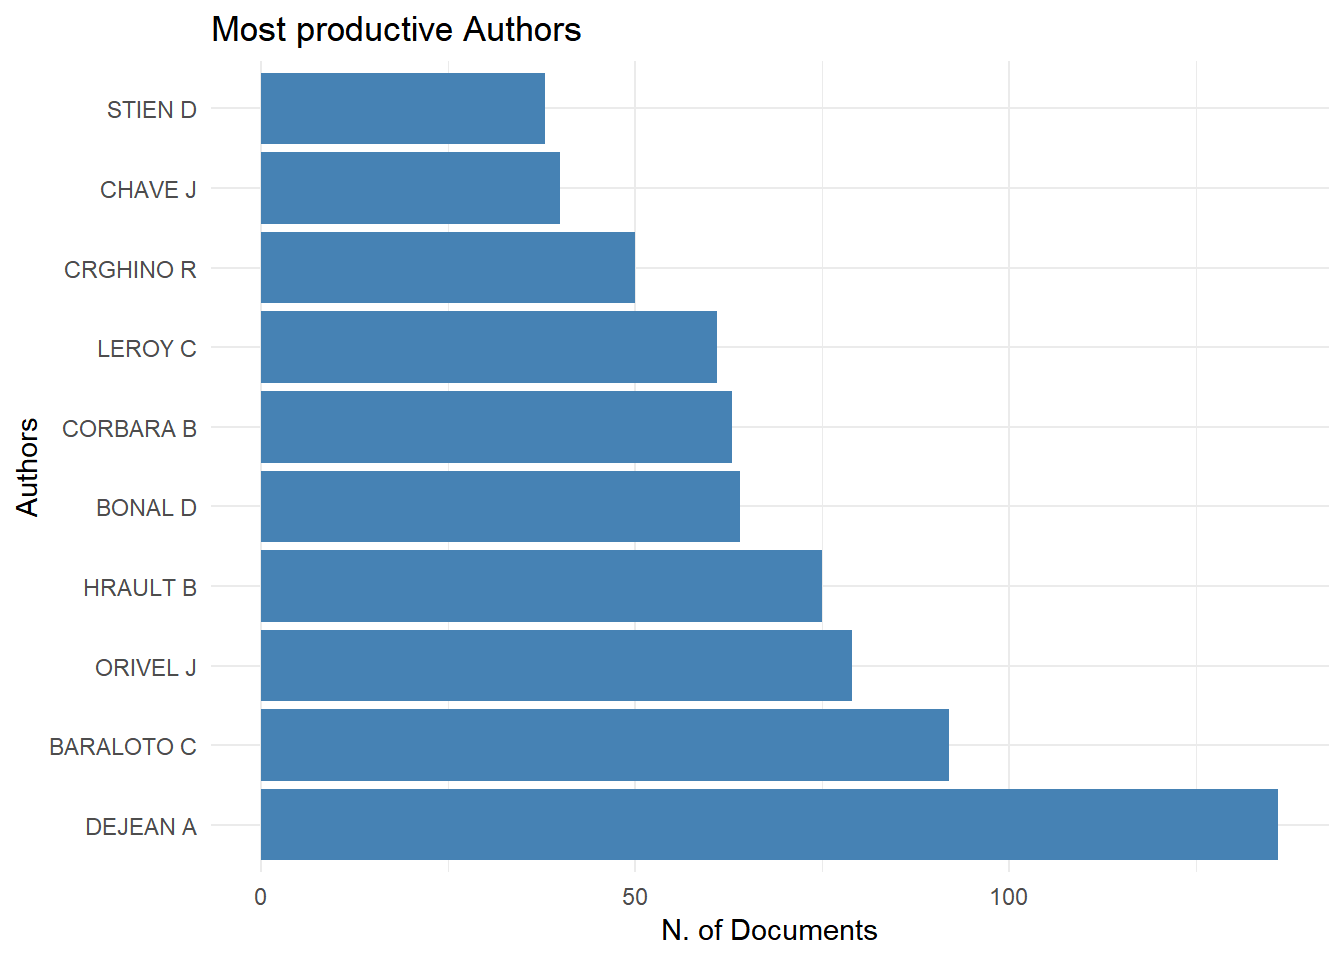 Most productive Authors
STIEN D
CHAVE J
CRGHINO R
LEROY C
CORBARA B
BONAL D
HRAULT B
ORIVEL J
BARALOTO C
DEJEAN A
Authors
0 50 100
N. of Documents